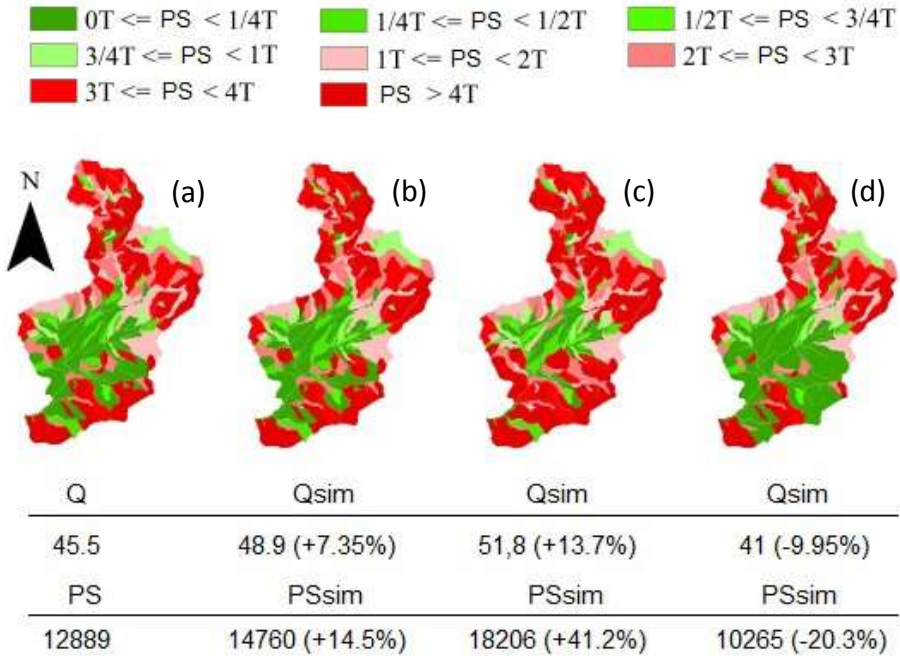 0T <= PS < 1/4T 1/4T <= PS < 1/2T 1/2T <= PS < 3/4T
3/4T <= PS < 1T 1T <= PS < 2T 2T <= PS < 3T
3T <= PS < 4T PS > 4T
N (a) (b) (c) (d)
Q Qsim Qsim Qsim
45.5 48.9 (+7.35%) 51,8 (+13.7%) 41 (-9.95%)
PS PSsim PSsim PSsim
12889 14760 (+14.5%) 18206 (+41.2%) 10265 (-20.3%)